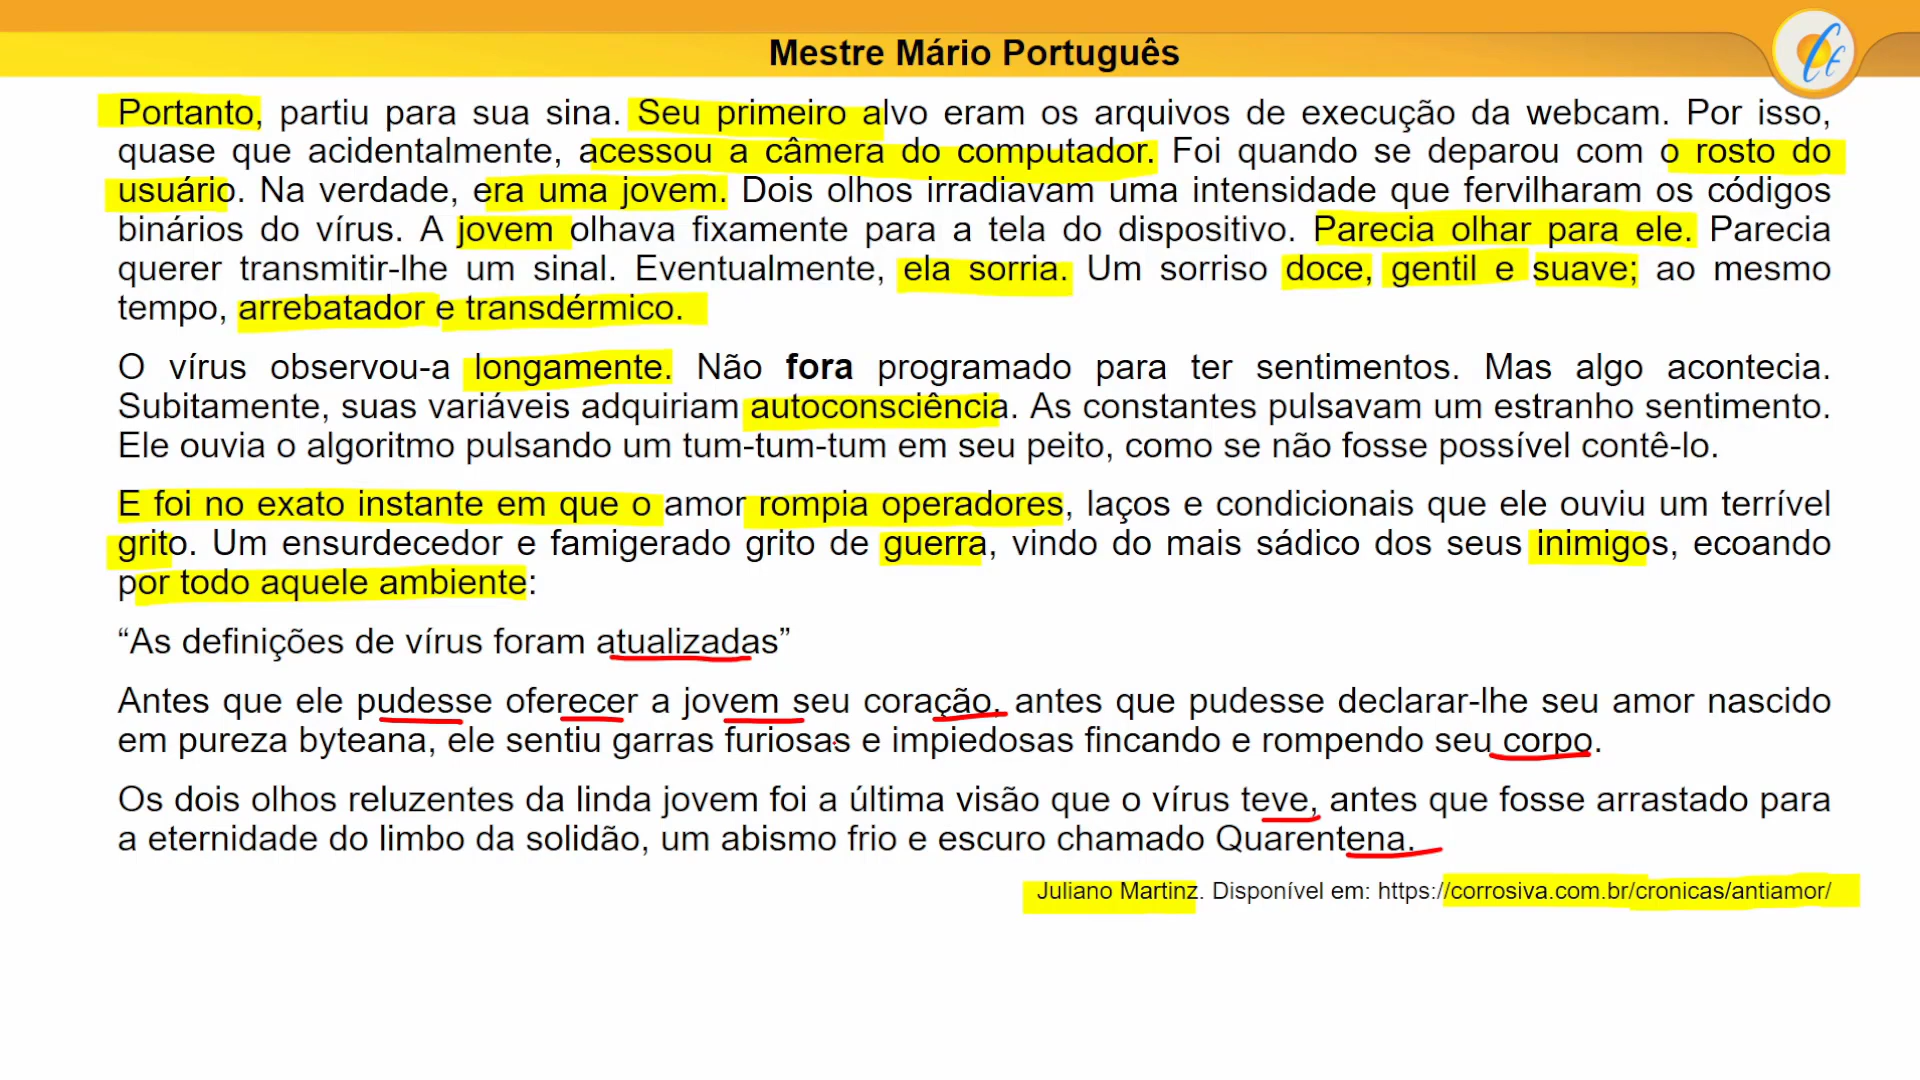 Mestre Mário Português
Portanto, partiu para sua sina. Seu primeiro alvo eram os arquivos de execução da webcam. Por isso,
quase que acidentalmente, acessou a câmera do computador. Foi quando se deparou com o rosto do
usuário. Na verdade, era uma jovem. Dois olhos irradiavam uma intensidade que fervilharam os códigos
binários do vírus. A jovem olhava fixamente para a tela do dispositivo. Parecia olhar para ele. Parecia
querer transmitir-lhe um sinal. Eventualmente, ela sorria. Um sorriso doce, gentil e suave; ao mesmo
tempo, arrebatador e transdérmico.
O vírus observou-a longamente. Não fora programado para ter sentimentos. Mas algo acontecia.
Subitamente, suas variáveis adquiriam autoconsciência. As constantes pulsavam um estranho sentimento.
Ele ouvia o algoritmo pulsando um tum-tum-tum em seu peito, como se não fosse possível contê-lo.
E foi no exato instante em que o amor rompia operadores, laços e condicionais que ele ouviu um terrível
grito. Um ensurdecedor e famigerado grito de guerra, vindo do mais sádico dos seus inimigos, ecoando
por todo aquele ambiente:
“As definições de vírus foram atualizadas”
Antes que ele pudesse oferecer a jovem seu coração, antes que pudesse declarar-lhe seu amor nascido
em pureza byteana, ele sentiu garras furiosas e impiedosas fincando e rompendo seu corpo.
Os dois olhos reluzentes da linda jovem foi a última visão que o vírus teve, antes que fosse arrastado para
a eternidade do limbo da solidão, um abismo frio e escuro chamado Quarentena.
Juliano Martinz. Disponível em: https://corrosiva.com.br/cronicas/antiamor/